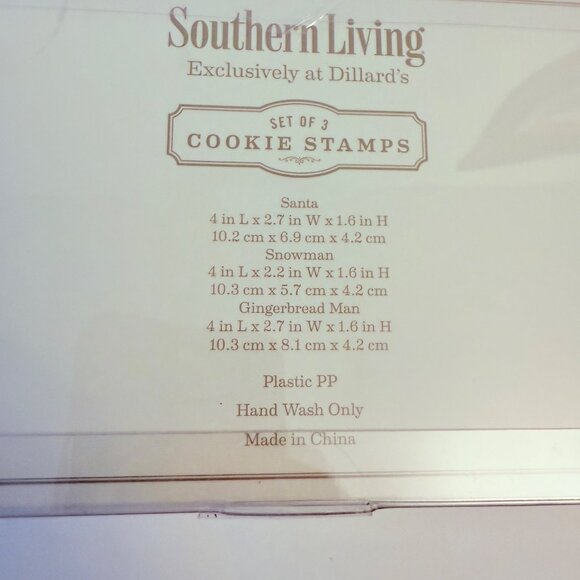 Southern Living
Exclusively at Dillard's
SET OF 3
COOKIE STAMPS
Santa
4 in L x 2.7 in W x 1.6 in H
10.2 cm x 6.9 cm x 4.2 cm
Snowman
4 in L x 2.2 in W x 1.6 in H
10.3 cm x 5.7 cm x 4.2 cm
Gingerbread Man
4 in L x 2.7 in W x 1.6 in H
10.3 cm x 8.1 cm x 4.2 cm
Plastic PP
Hand Wash Only
Made in China